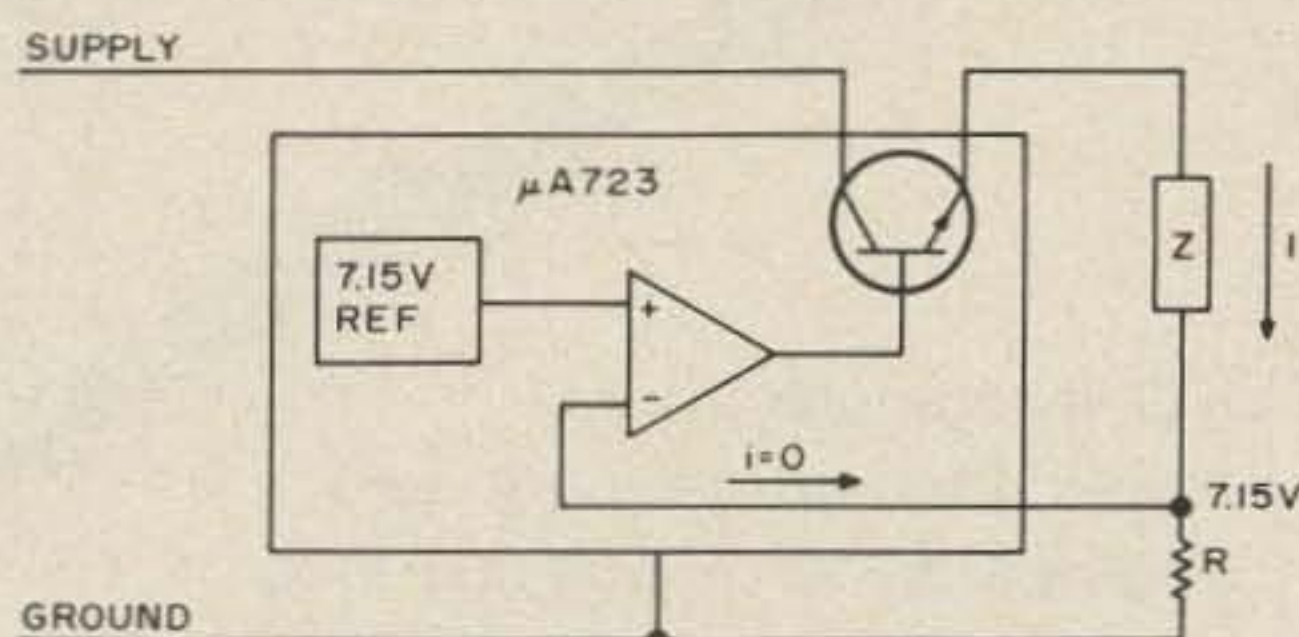 SUPPLY
μA723
7.15V
REF
+
-
Z
I
i=0
7.15V
R
GROUND